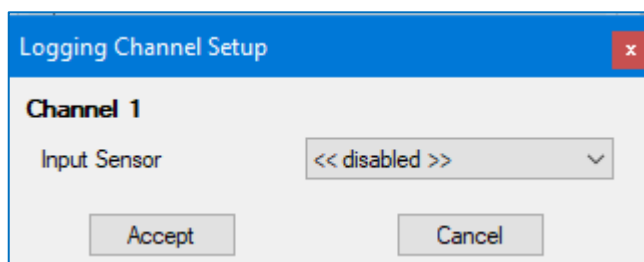 Logging Channel Setup x
Channel 1
Input Sensor << disabled >>
Accept Cancel